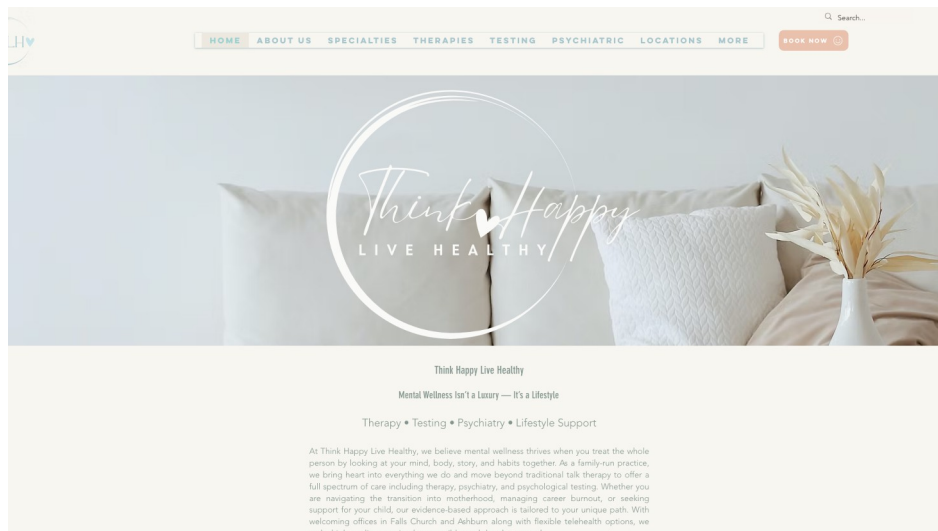 Search...
LH
HOME ABOUT US SPECIALTIES THERAPIES TESTING PSYCHIATRIC LOCATIONS MORE
BOOK NOW
Think Happy
LIVE HEALTHY
Think Happy Live Healthy
Mental Wellness Isn't a Luxury — It's a Lifestyle
Therapy • Testing • Psychiatry • Lifestyle Support
At Think Happy Live Healthy, we believe mental wellness thrives when you treat the whole
person by looking at your mind, body, story, and habits together. As a family-run practice,
we bring heart into everything we do and move beyond traditional talk therapy to offer a
full spectrum of care including therapy, psychiatry, and psychological testing. Whether you
are navigating the transition into motherhood, managing career burnout, or seeking
support for your child, our evidence-based approach is tailored to your unique path. With
welcoming offices in Falls Church and Ashburn along with flexible telehealth options, we